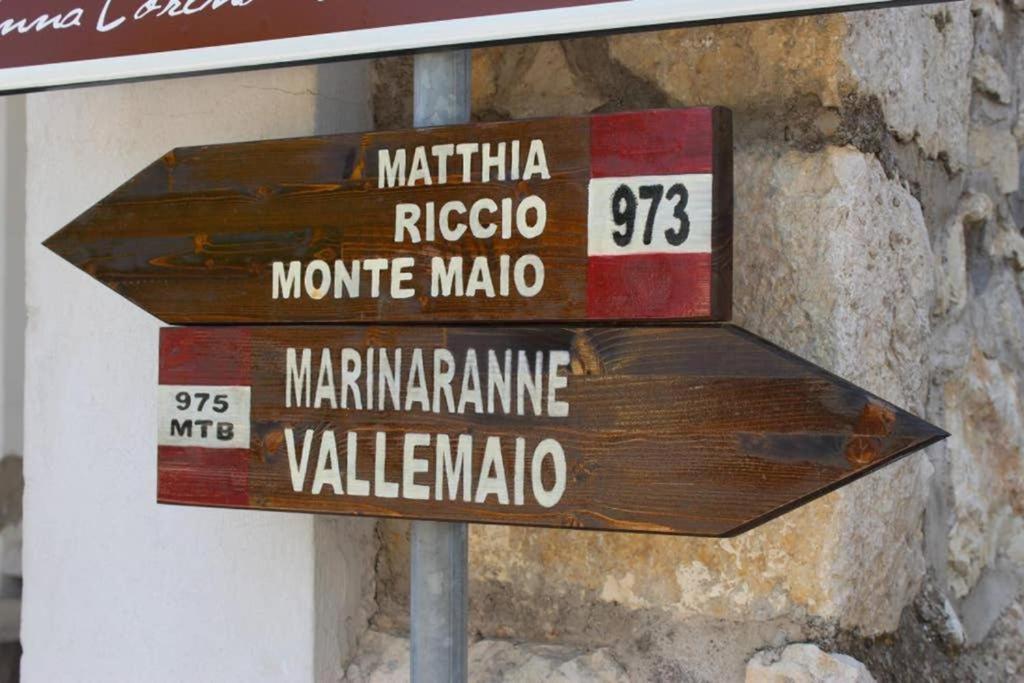 MATTHIA
RICCIO
MONTE MAIO
973
MARINARANNE
VALLEMAIO
975
MTB